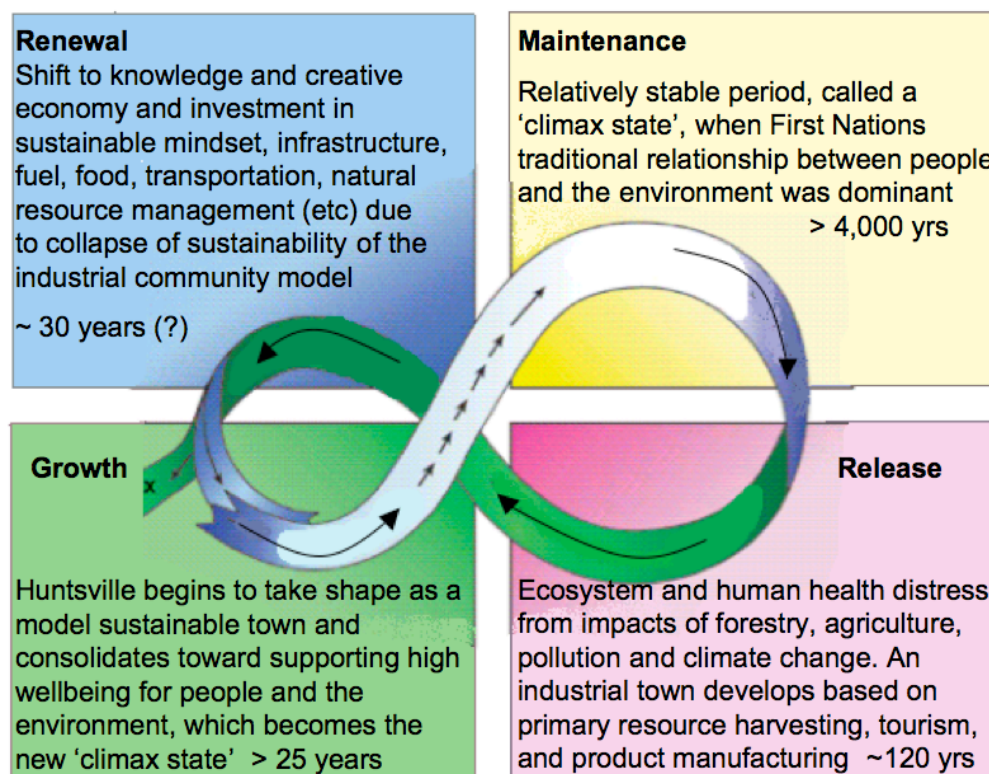 Renewal
Shift to knowledge and creative
economy and investment in
sustainable mindset, infrastructure,
fuel, food, transportation, natural
resource management (etc) due
to collapse of sustainability of the
industrial community model
~ 30 years (?)
Maintenance
Relatively stable period, called a
‘climax state’, when First Nations
traditional relationship between people
and the environment was dominant
> 4,000 yrs
Growth
x
Huntsville begins to take shape as a
model sustainable town and
consolidates toward supporting high
wellbeing for people and the
environment, which becomes the
new ‘climax state’ > 25 years
Release
Ecosystem and human health distress
from impacts of forestry, agriculture,
pollution and climate change. An
industrial town develops based on
primary resource harvesting, tourism,
and product manufacturing ~120 yrs